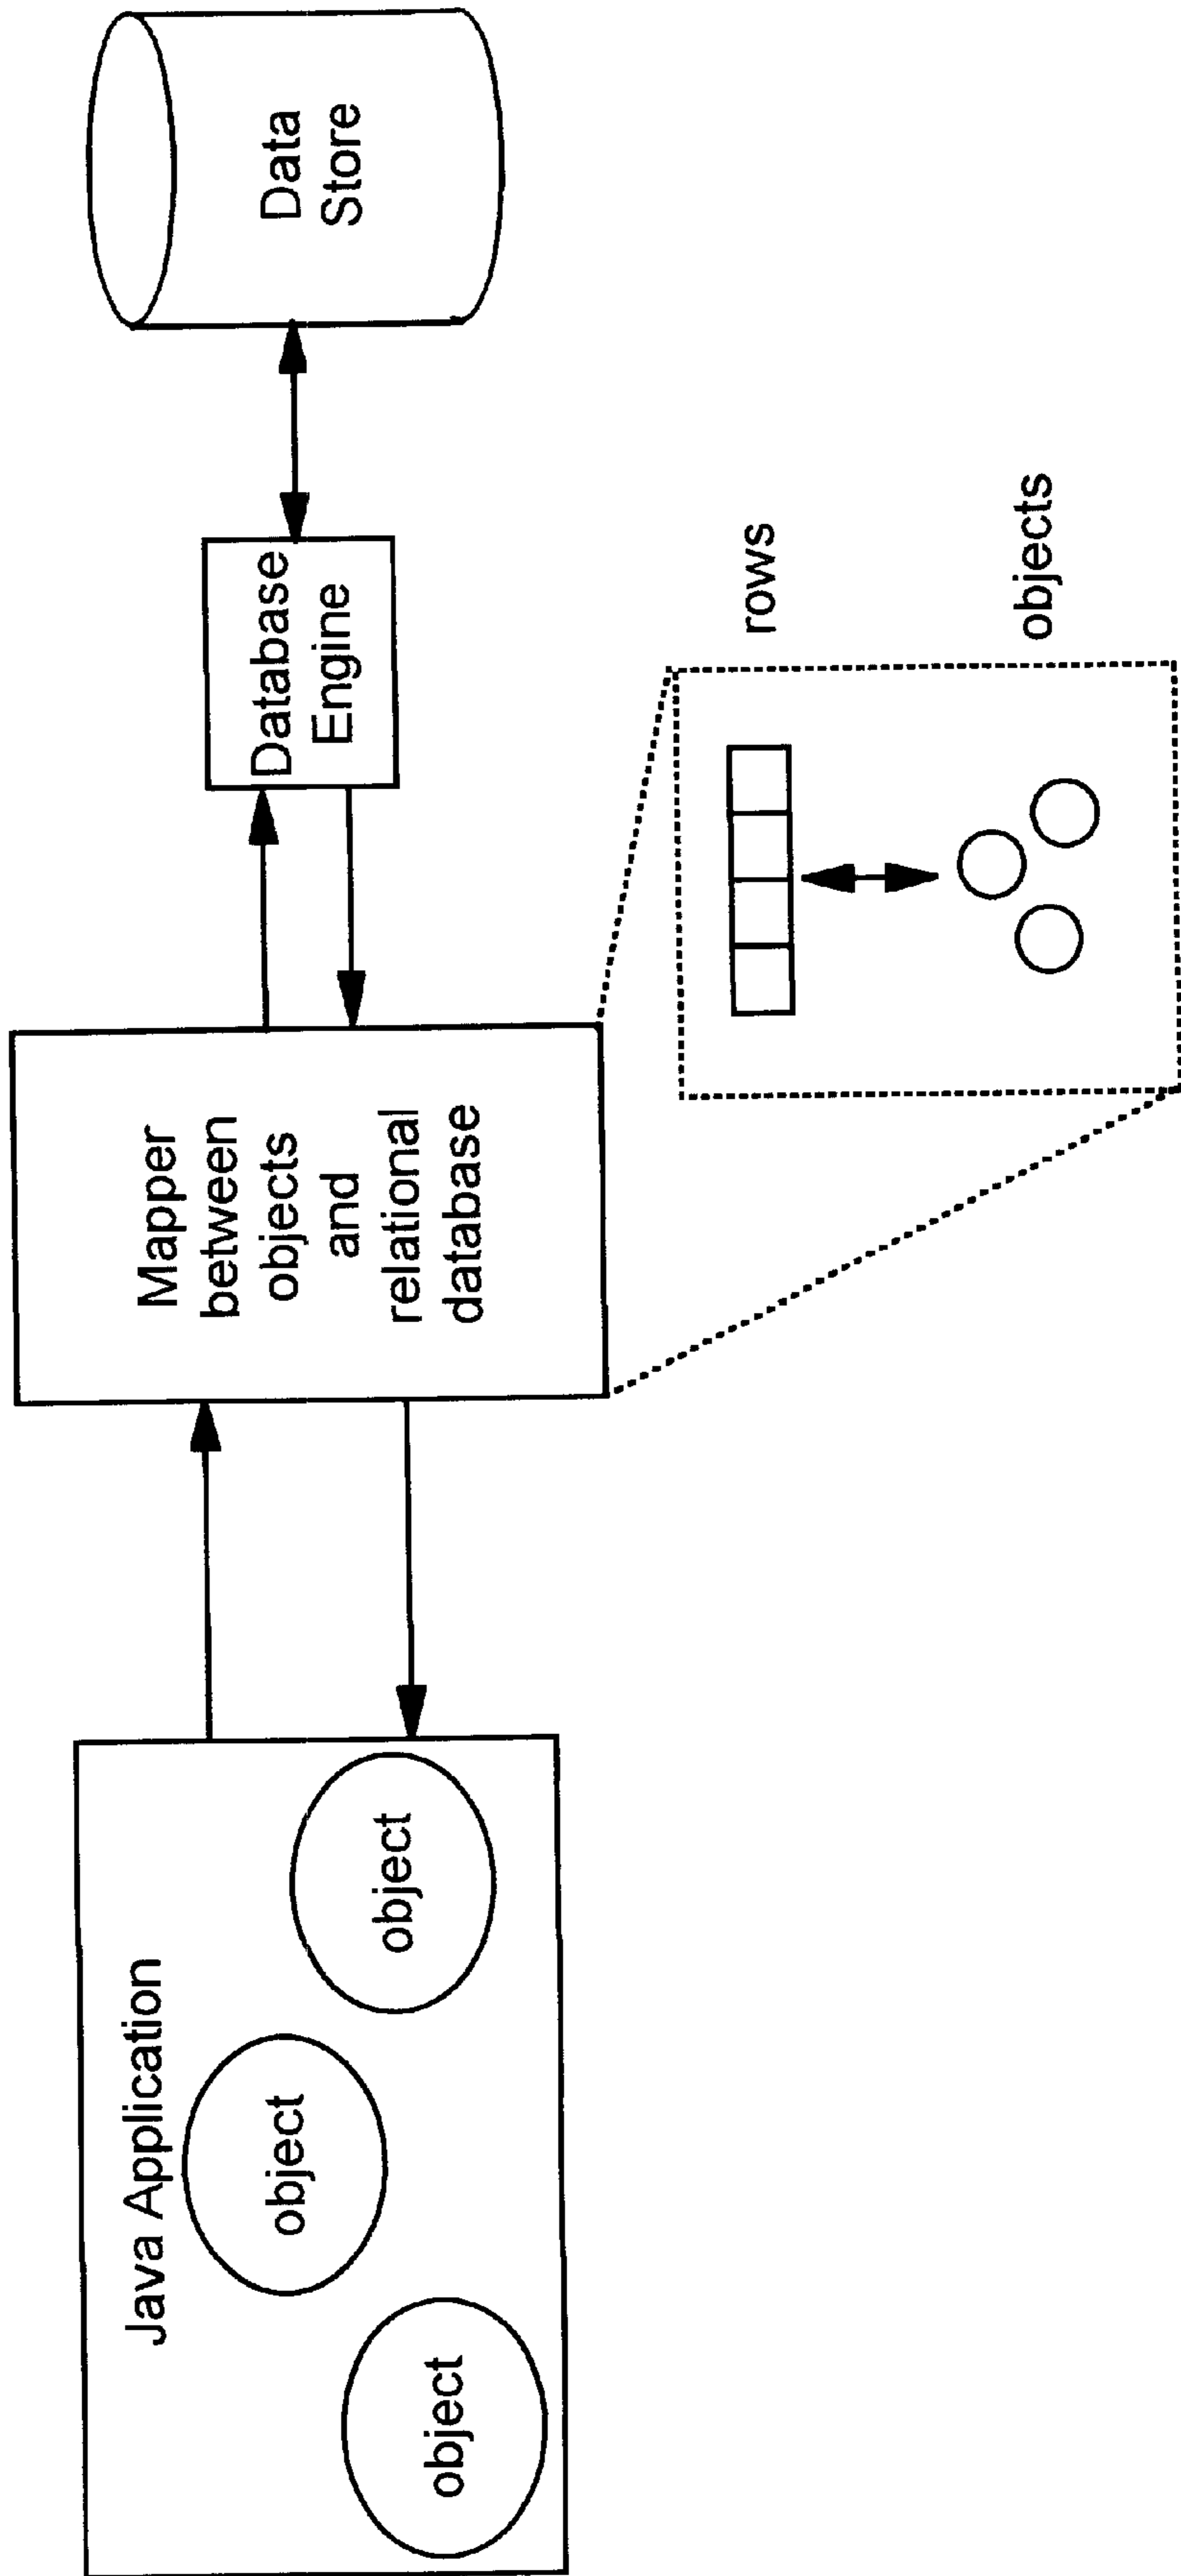 Java Application
object
object
object
Mapper
between
objects
and
relational
database
Database
Engine
Data
Store
rows
objects